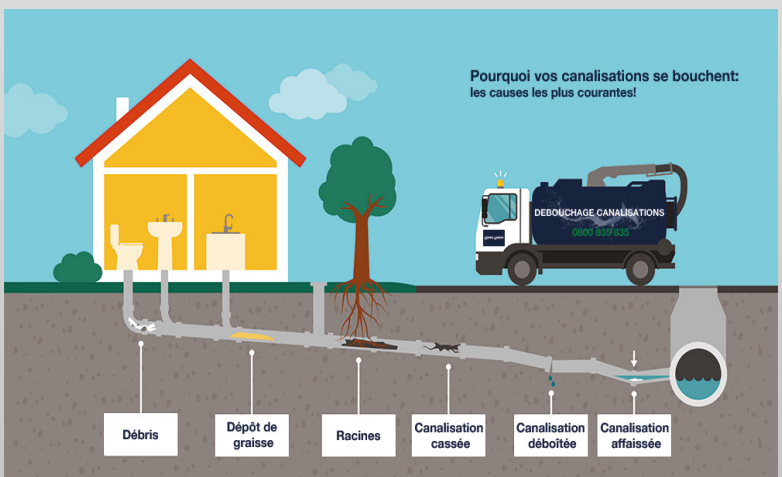 Pourquoi vos canalisations se bouchent:
les causes les plus courantes!
DEBOUCHAGE CANALISATIONS
0800 835 835
Débris
Dépôt de
graisse
Racines
Canalisation
cassée
Canalisation
déboîtée
Canalisation
affaissée